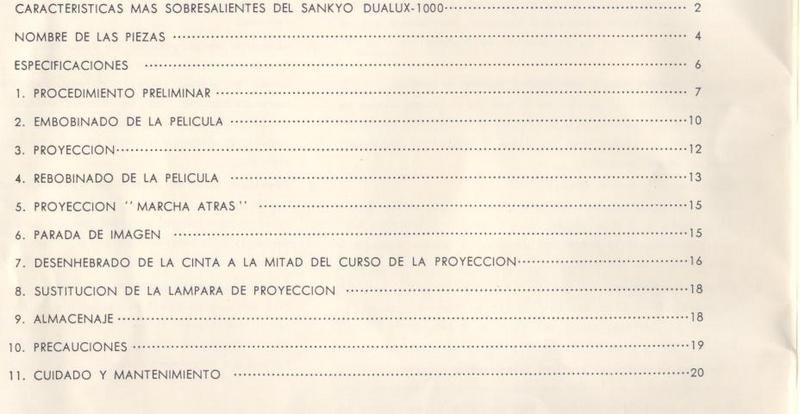 CARACTERISTICAS MAS SOBRESALIENTES DEL SANKYO DUALUX-1000 2
NOMBRE DE LAS PIEZAS 4
ESPECIFICACIONES 6
1. PROCEDIMIENTO PRELIMINAR 7
2. EMBOBINADO DE LA PELICULA 10
3. PROYECCION 12
4. REBOBINADO DE LA PELICULA 13
5. PROYECCION "MARCHA ATRAS" 15
6. PARADA DE IMAGEN 15
7. DESENHEBRADO DE LA CINTA A LA MITAD DEL CURSO DE LA PROYECCION 16
8. SUSTITUCION DE LA LAMPARA DE PROYECCION 18
9. ALMACENAJE 18
10. PRECAUCIONES 19
11. CUIDADO Y MANTENIMIENTO 20